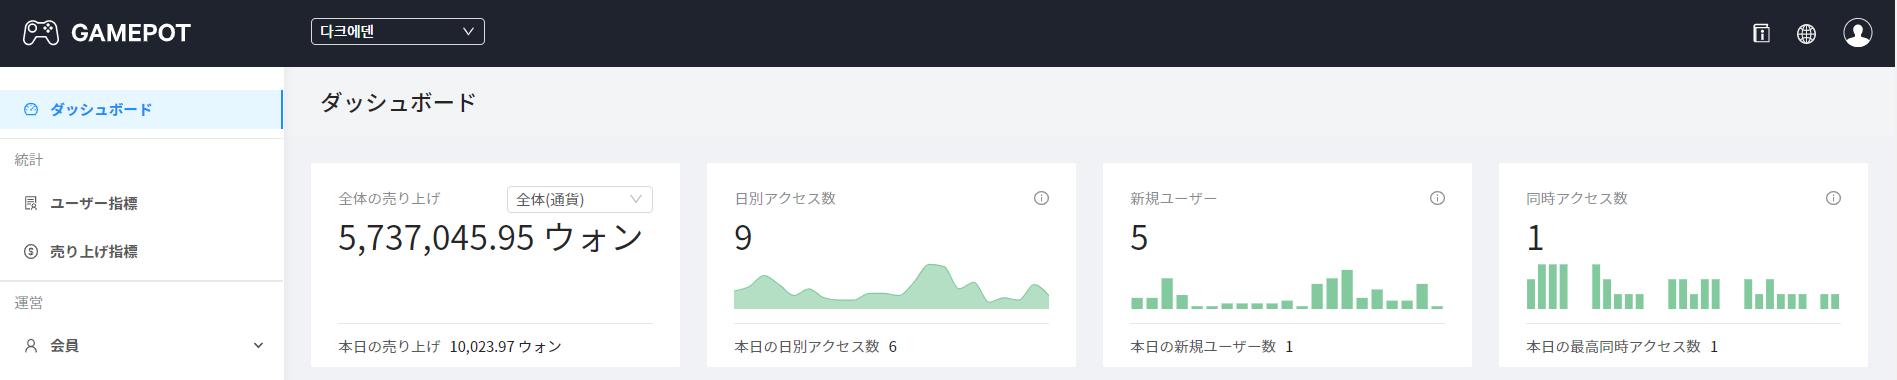 GAMEPOT
다크에덴
ダッシュボード
統計
ユーザー指標
売り上げ指標
運営
会員
ダッシュボード
全体の売り上げ
全体(通貨)
5,737,045.95 ウォン
本日の売り上げ 10,023.97 ウォン
日別アクセス数
9
本日の日別アクセス数 6
新規ユーザー
5
本日の新規ユーザー数 1
同時アクセス数
1
本日の最高同時アクセス数 1